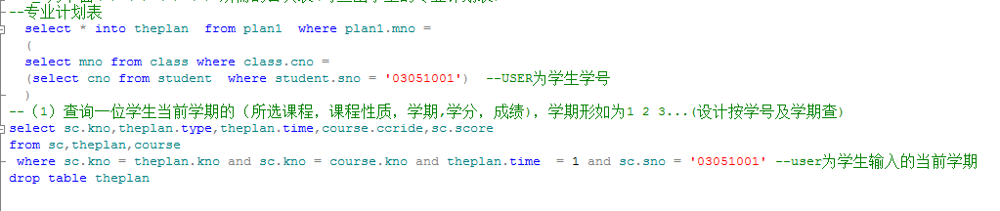 --专业计划表
select * into theplan from plan1 where plan1.mno =
(
select mno from class where class.cno =
(select cno from student where student.sno = '03051001') --USER为学生学号
)
--（1）查询一位学生当前学期的（所选课程，课程性质，学期,学分，成绩），学期形如为1 2 3...(设计按学号及学期查)
select sc.kno,theplan.type,theplan.time,course.ccride,sc.score
from sc,theplan,course
where sc.kno = theplan.kno and sc.kno = course.kno and theplan.time = 1 and sc.sno = '03051001' --user为学生输入的当前学期
drop table theplan